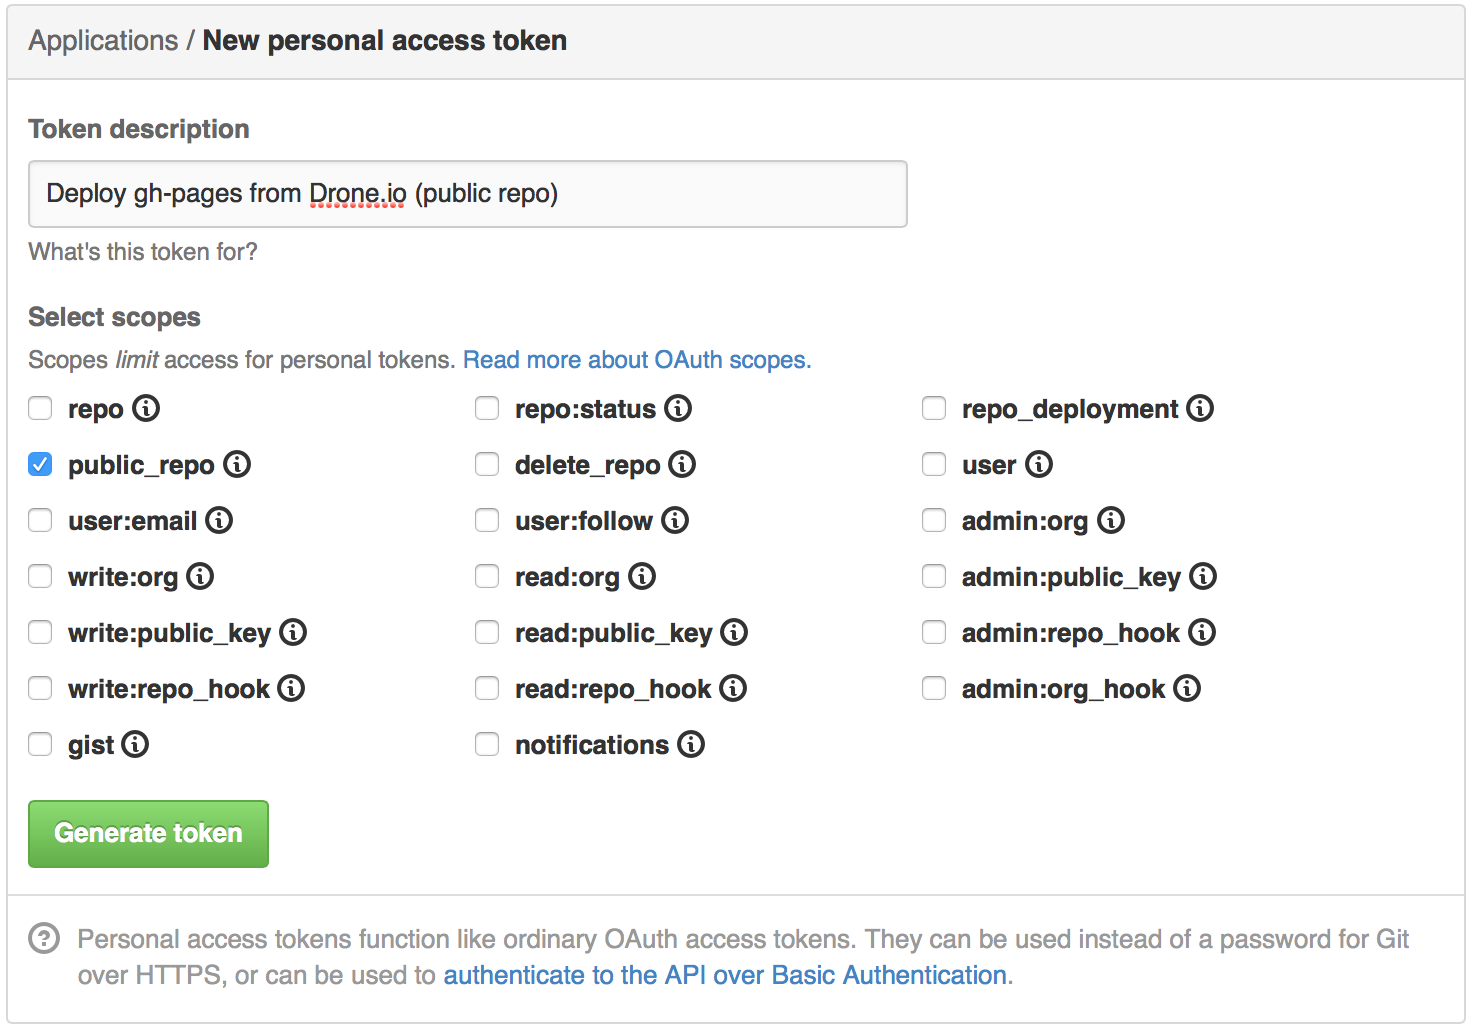 Applications / New personal access token
Token description
Deploy gh-pages from Drone.io (public repo)
What's this token for?
Select scopes
Scopes limit access for personal tokens. Read more about OAuth scopes.
repo repo:status repo_deployment
public_repo delete_repo user
user:email user:follow admin:org
write:org read:org admin:public_key
write:public_key read:public_key admin:repo_hook
write:repo_hook read:repo_hook admin:org_hook
gist notifications
Generate token
Personal access tokens function like ordinary OAuth access tokens. They can be used instead of a password for Git
over HTTPS, or can be used to authenticate to the API over Basic Authentication.